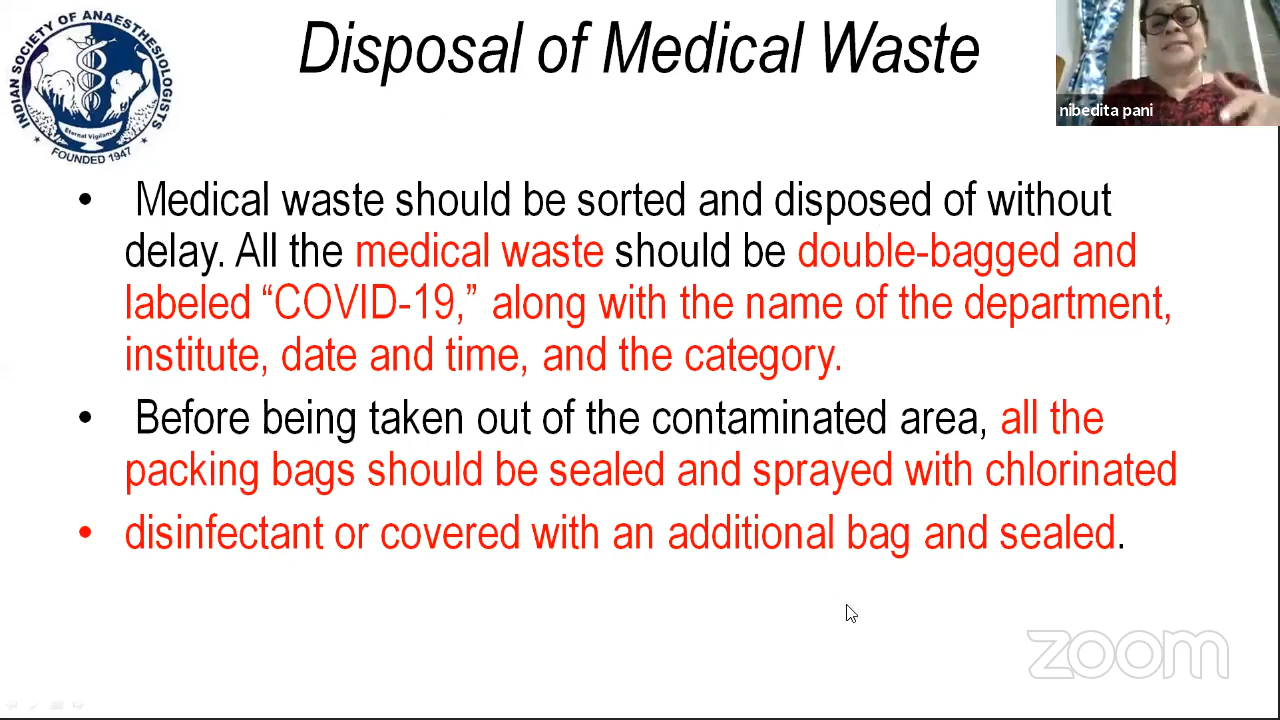 Disposal of Medical Waste
INDIAN SOCIETY OF ANAESTHESIOLOGISTS
Eternal Vigilance
FOUNDED 1947
nibedita pani
• Medical waste should be sorted and disposed of without
delay. All the medical waste should be double-bagged and
labeled “COVID-19,” along with the name of the department,
institute, date and time, and the category.
• Before being taken out of the contaminated area, all the
packing bags should be sealed and sprayed with chlorinated
• disinfectant or covered with an additional bag and sealed.
zoom